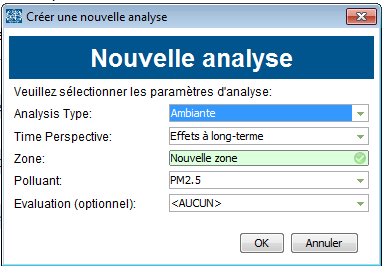 Créer une nouvelle analyse
Nouvelle analyse
Veuillez sélectionner les paramètres d'analyse:
Analysis Type: Ambiante
Time Perspective: Effets à long-terme
Zone: Nouvelle zone
Polluant: PM2.5
Evaluation (optionnel): <AUCUN>
OK Annuler